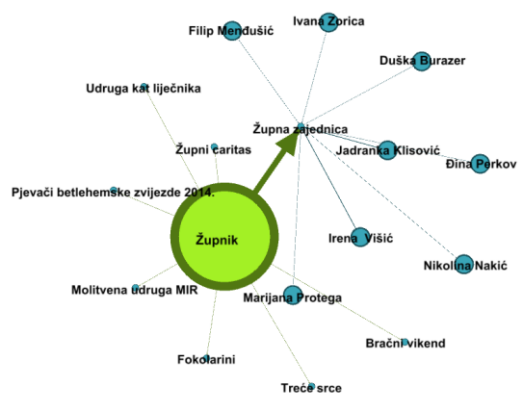 Ivana Zorica
Filip Menđušić
Duška Burazer
Udruga kat liječnika
Župna zajednica
Župni caritas
Jadranka Klisović
Đina Perkov
Pjevači betlehemske zvijezde 2014.
Župnik
Irena Višić
Nikolina Nakić
Molitvena udruga MIR
Marijana Protega
Bračni vikend
Fokolarini
Treće srce